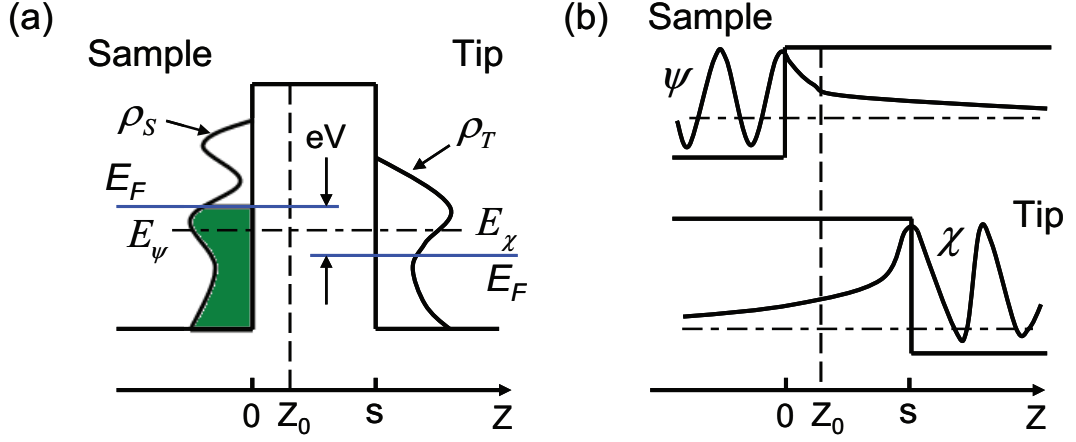 (a)
Sample
Tip
ρS
eV
ρT
EF
Eψ
Eχ
EF
0
Z0
s
Z
(b)
Sample
ψ
Tip
χ
0
Z0
s
Z